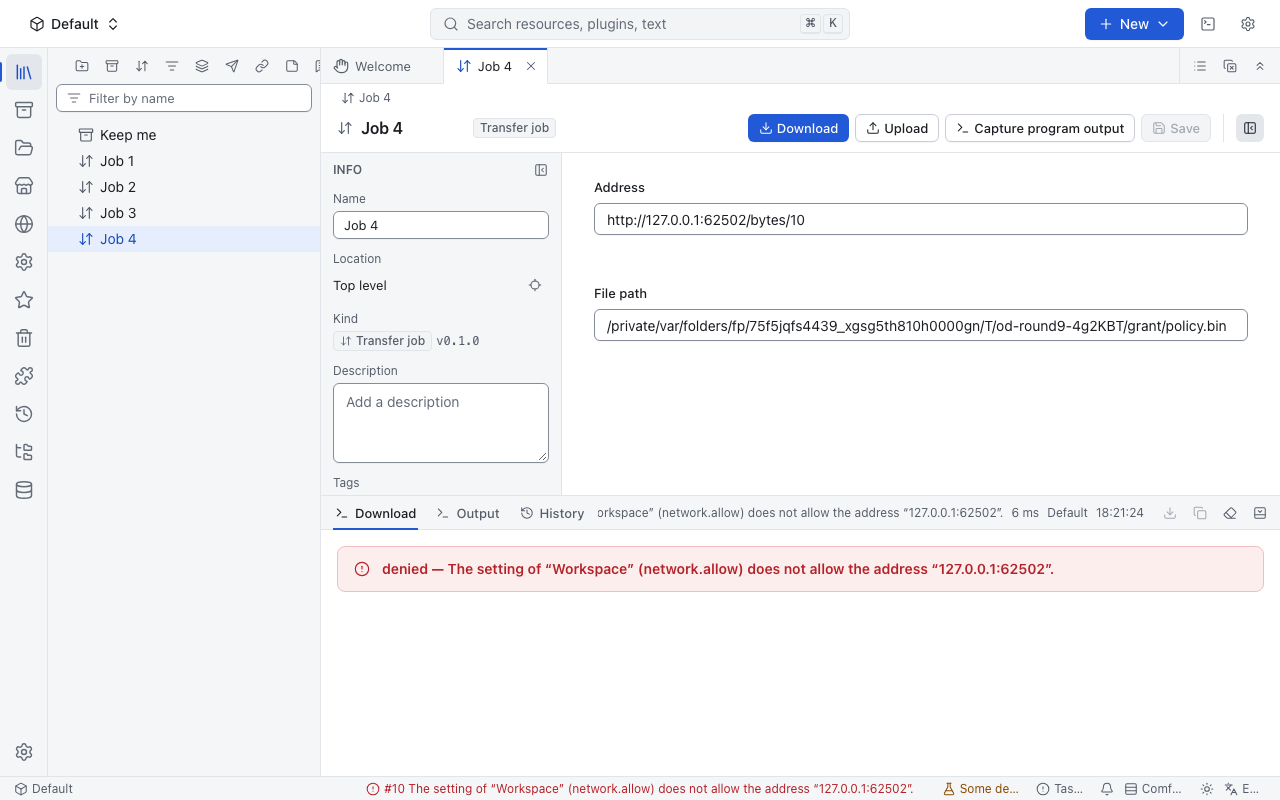 Default
Search resources, plugins, text
⌘ K
New
Welcome
Job 4
Filter by name
Keep me
Job 1
Job 2
Job 3
Job 4
Job 4
Job 4
Transfer job
Download
Upload
Capture program output
Save
INFO
Name
Job 4
Location
Top level
Kind
Transfer job v0.1.0
Description
Add a description
Tags
Address
http://127.0.0.1:62502/bytes/10
File path
/private/var/folders/fp/75f5jqfs4439_xgsg5th810h0000gn/T/od-round9-4g2KBT/grant/policy.bin
Download
Output
History
orkspace” (network.allow) does not allow the address “127.0.0.1:62502”. 6 ms Default 18:21:24
denied — The setting of “Workspace” (network.allow) does not allow the address “127.0.0.1:62502”.
Default
#10 The setting of “Workspace” (network.allow) does not allow the address “127.0.0.1:62502”.
Some de...
Tas...
Comf...
E...